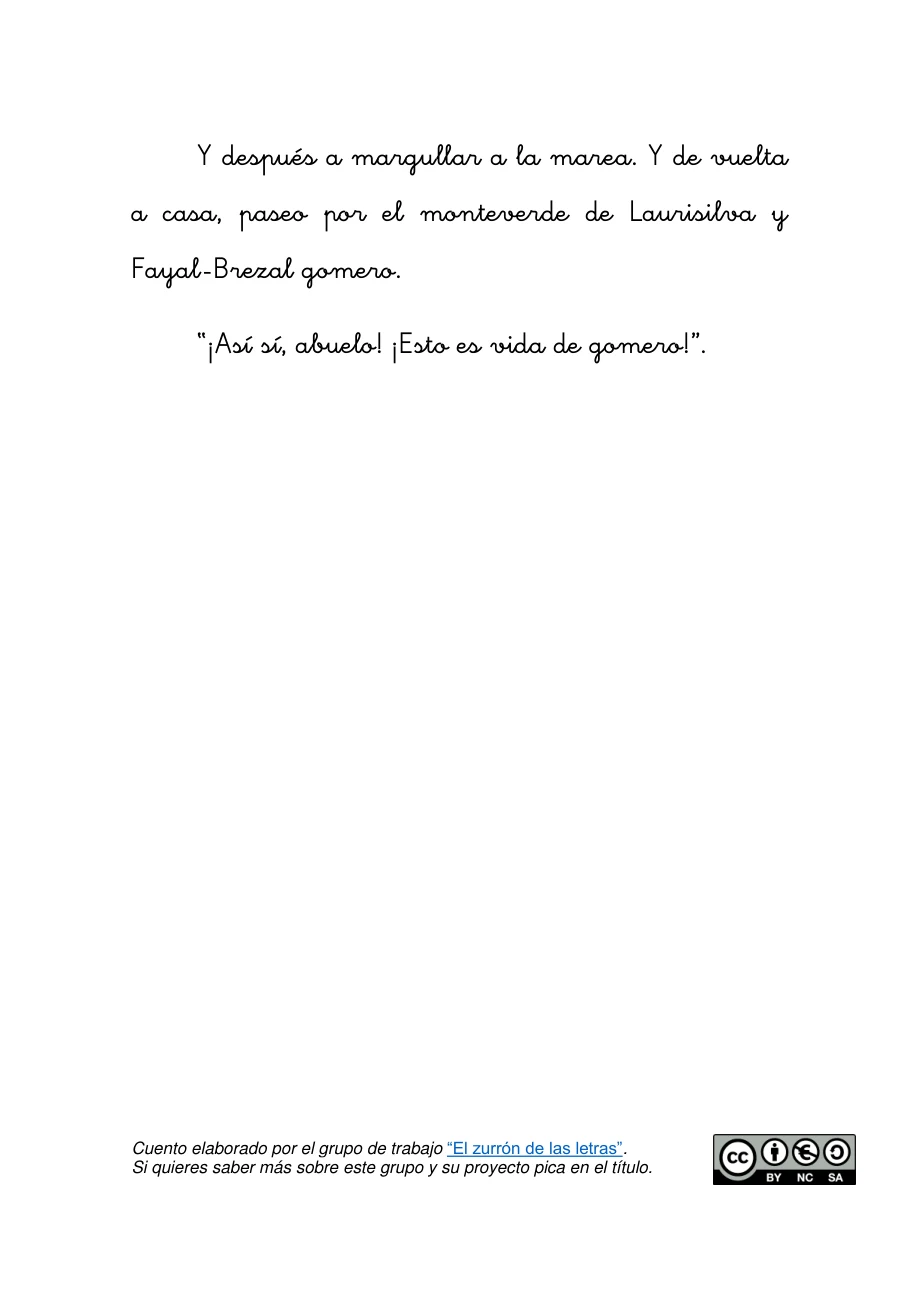 Y después a margullar a la marea. Y de vuelta
a casa, paseo por el monteverde de Laurisilva y
Fayal-Brezal gomero.
“¡Así sí, abuelo! ¡Esto es vida de gomero!”.
Cuento elaborado por el grupo de trabajo “El zurrón de las letras”.
Si quieres saber más sobre este grupo y su proyecto pica en el título.
cc
BY NC SA